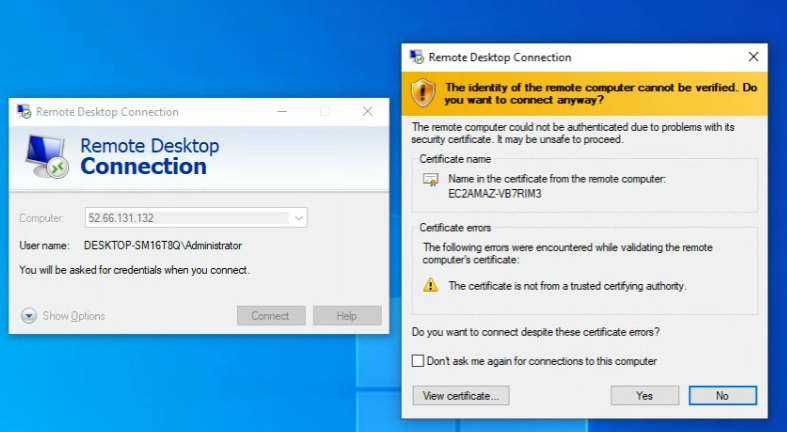 Remote Desktop Connection
Remote Desktop
Connection
Computer: 52.66.131.132
User name: DESKTOP-SM16T8Q\Administrator
You will be asked for credentials when you connect.
Show Options Connect Help
Remote Desktop Connection
The identity of the remote computer cannot be verified. Do
you want to connect anyway?
The remote computer could not be authenticated due to problems with its
security certificate. It may be unsafe to proceed.
Certificate name
Name in the certificate from the remote computer:
EC2AMAZ-VB7RIM3
Certificate errors
The following errors were encountered while validating the remote
computer's certificate:
The certificate is not from a trusted certifying authority.
Do you want to connect despite these certificate errors?
Don't ask me again for connections to this computer
View certificate... Yes No